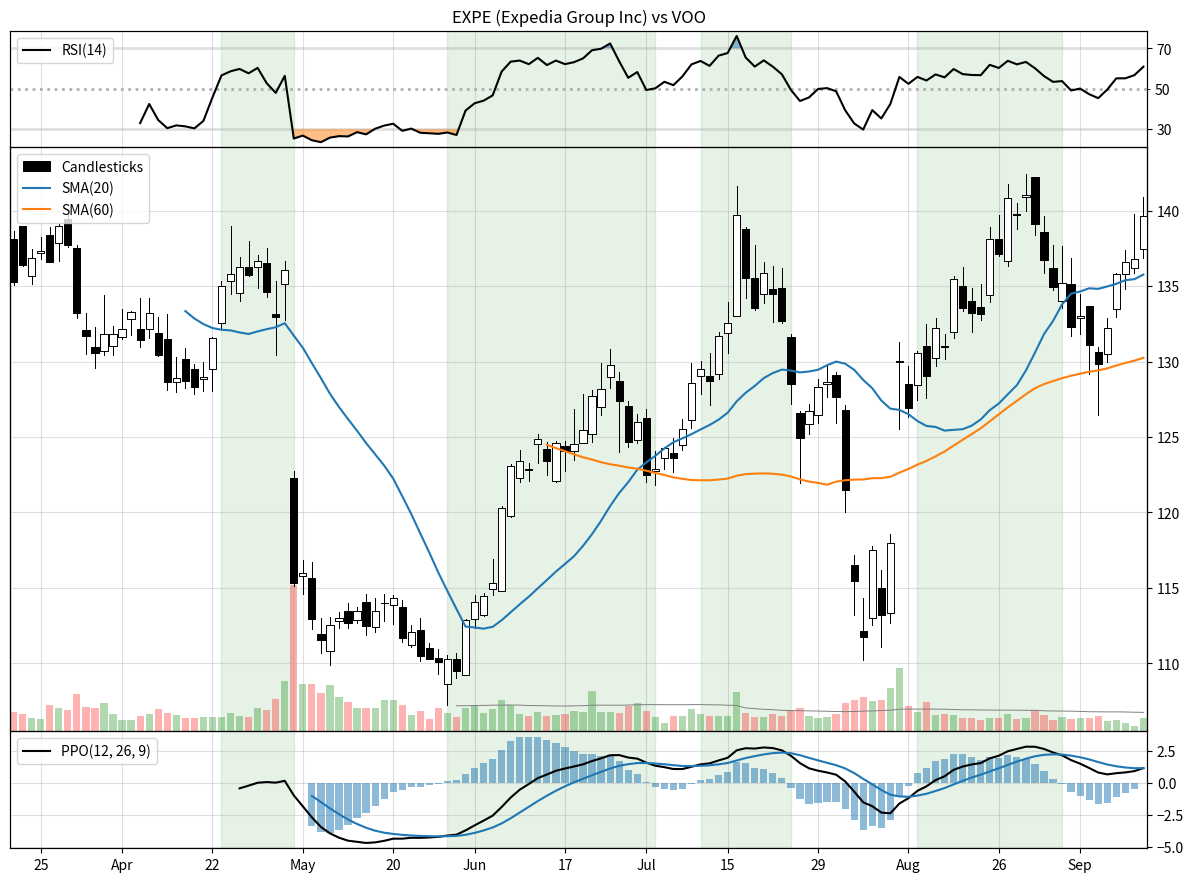 EXPE (Expedia Group Inc) vs VOO
RSI(14)
70
50
30
Candlesticks
SMA(20)
SMA(60)
140
135
130
125
120
115
110
PPO(12, 26, 9)
2.5
0.0
−2.5
−5.0
25 Apr 22 May 20 Jun 17 Jul 15 29 Aug 26 Sep